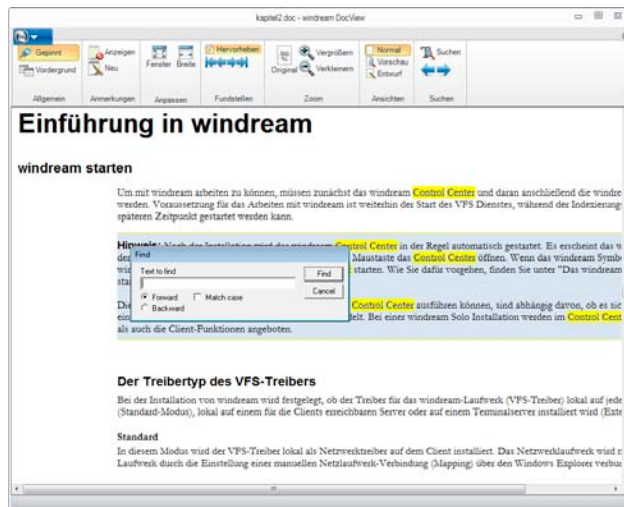 kapitel2.doc - windream DocView
Gepinnt
Vordergrund
Allgemein
Anzeigen
Neu
Anmerkungen
Fenster Breite
Anpassen
Hervorheben
Fundstellen
Original
Vergrößern
Verkleinern
Zoom
Normal
Vorschau
Entwurf
Ansichten
Suchen
Suchen
Einführung in windream
windream starten
Um mit windream arbeiten zu können, müssen zunächst das windream Control Center und daran anschließend die windre
werden. Voraussetzung für das Arbeiten mit windream ist weiterhin der Start des VFS Dienstes, während der Indexierung
späteren Zeitpunkt gestartet werden kann.
Hinweis: Nach der Installation wird das windream Control Center in der Regel automatisch gestartet. Es erscheint das w
Maustaste das Control Center öffnen. Wenn das windream Symb
starten. Wie Sie dafür vorgehen, finden Sie unter "Das windream
Find
Text to find
Find
Cancel
Forward
Match case
Backward
Die
Control Center ausführen können, sind abhängig davon, ob es sic
delt. Bei einer windream Solo Installation werden im Control Cent
als auch die Client-Funktionen angeboten.
Der Treibertyp des VFS-Treibers
Bei der Installation von windream wird festgelegt, ob der Treiber für das windream-Laufwerk (VFS-Treiber) lokal auf jede
(Standard-Modus), lokal auf einem für die Clients erreichbaren Server oder auf einem Terminalserver installiert wird (Exte
Standard
In diesem Modus wird der VFS-Treiber lokal als Netzwerktreiber auf dem Client installiert. Das Netzwerklaufwerk wird n
Laufwerk durch die Einstellung einer manuellen Netzlaufwerk-Verbindung (Mapping) über den Windows Explorer verbu